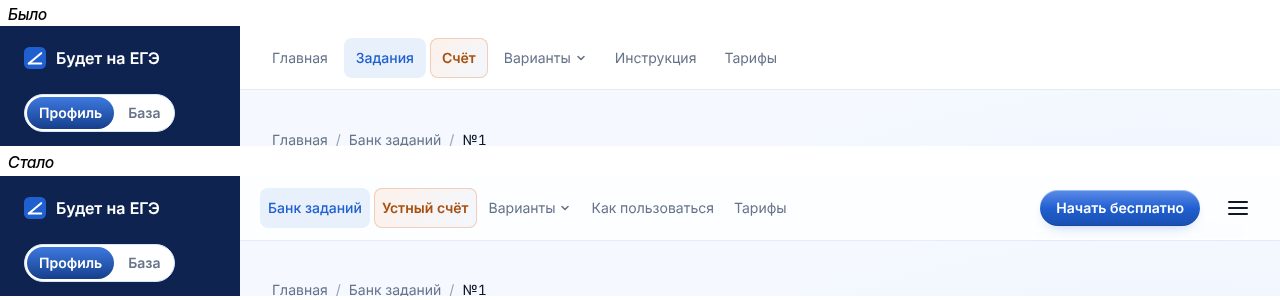 Было
Будет на ЕГЭ
Главная Задания Счёт Варианты Инструкция Тарифы
Профиль База
Главная / Банк заданий / №1
Стало
Будет на ЕГЭ
Банк заданий Устный счёт Варианты Как пользоваться Тарифы Начать бесплатно
Профиль База
Главная / Банк заданий / №1